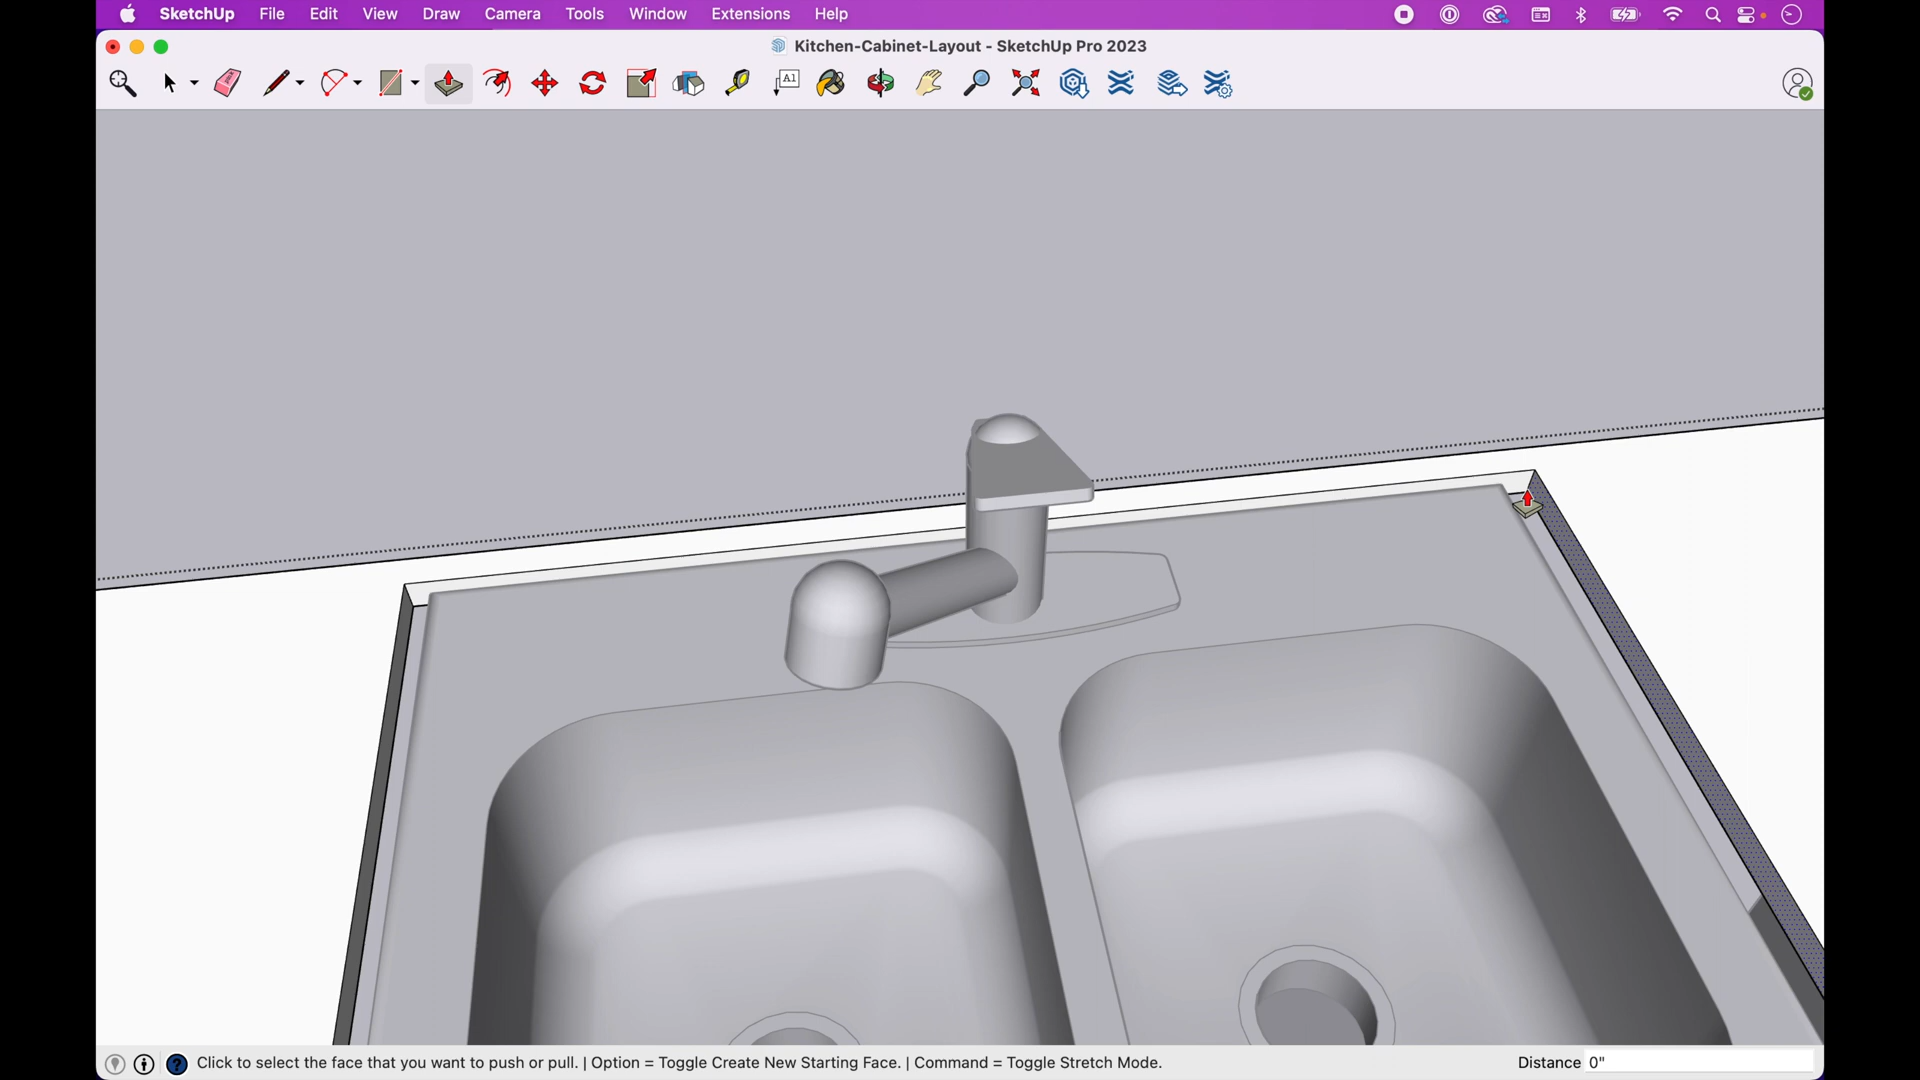 SketchUp File Edit View Draw Camera Tools Window Extensions Help
Kitchen-Cabinet-Layout - SketchUp Pro 2023
A1
Click to select the face that you want to push or pull. | Option = Toggle Create New Starting Face. | Command = Toggle Stretch Mode.
Distance 0"